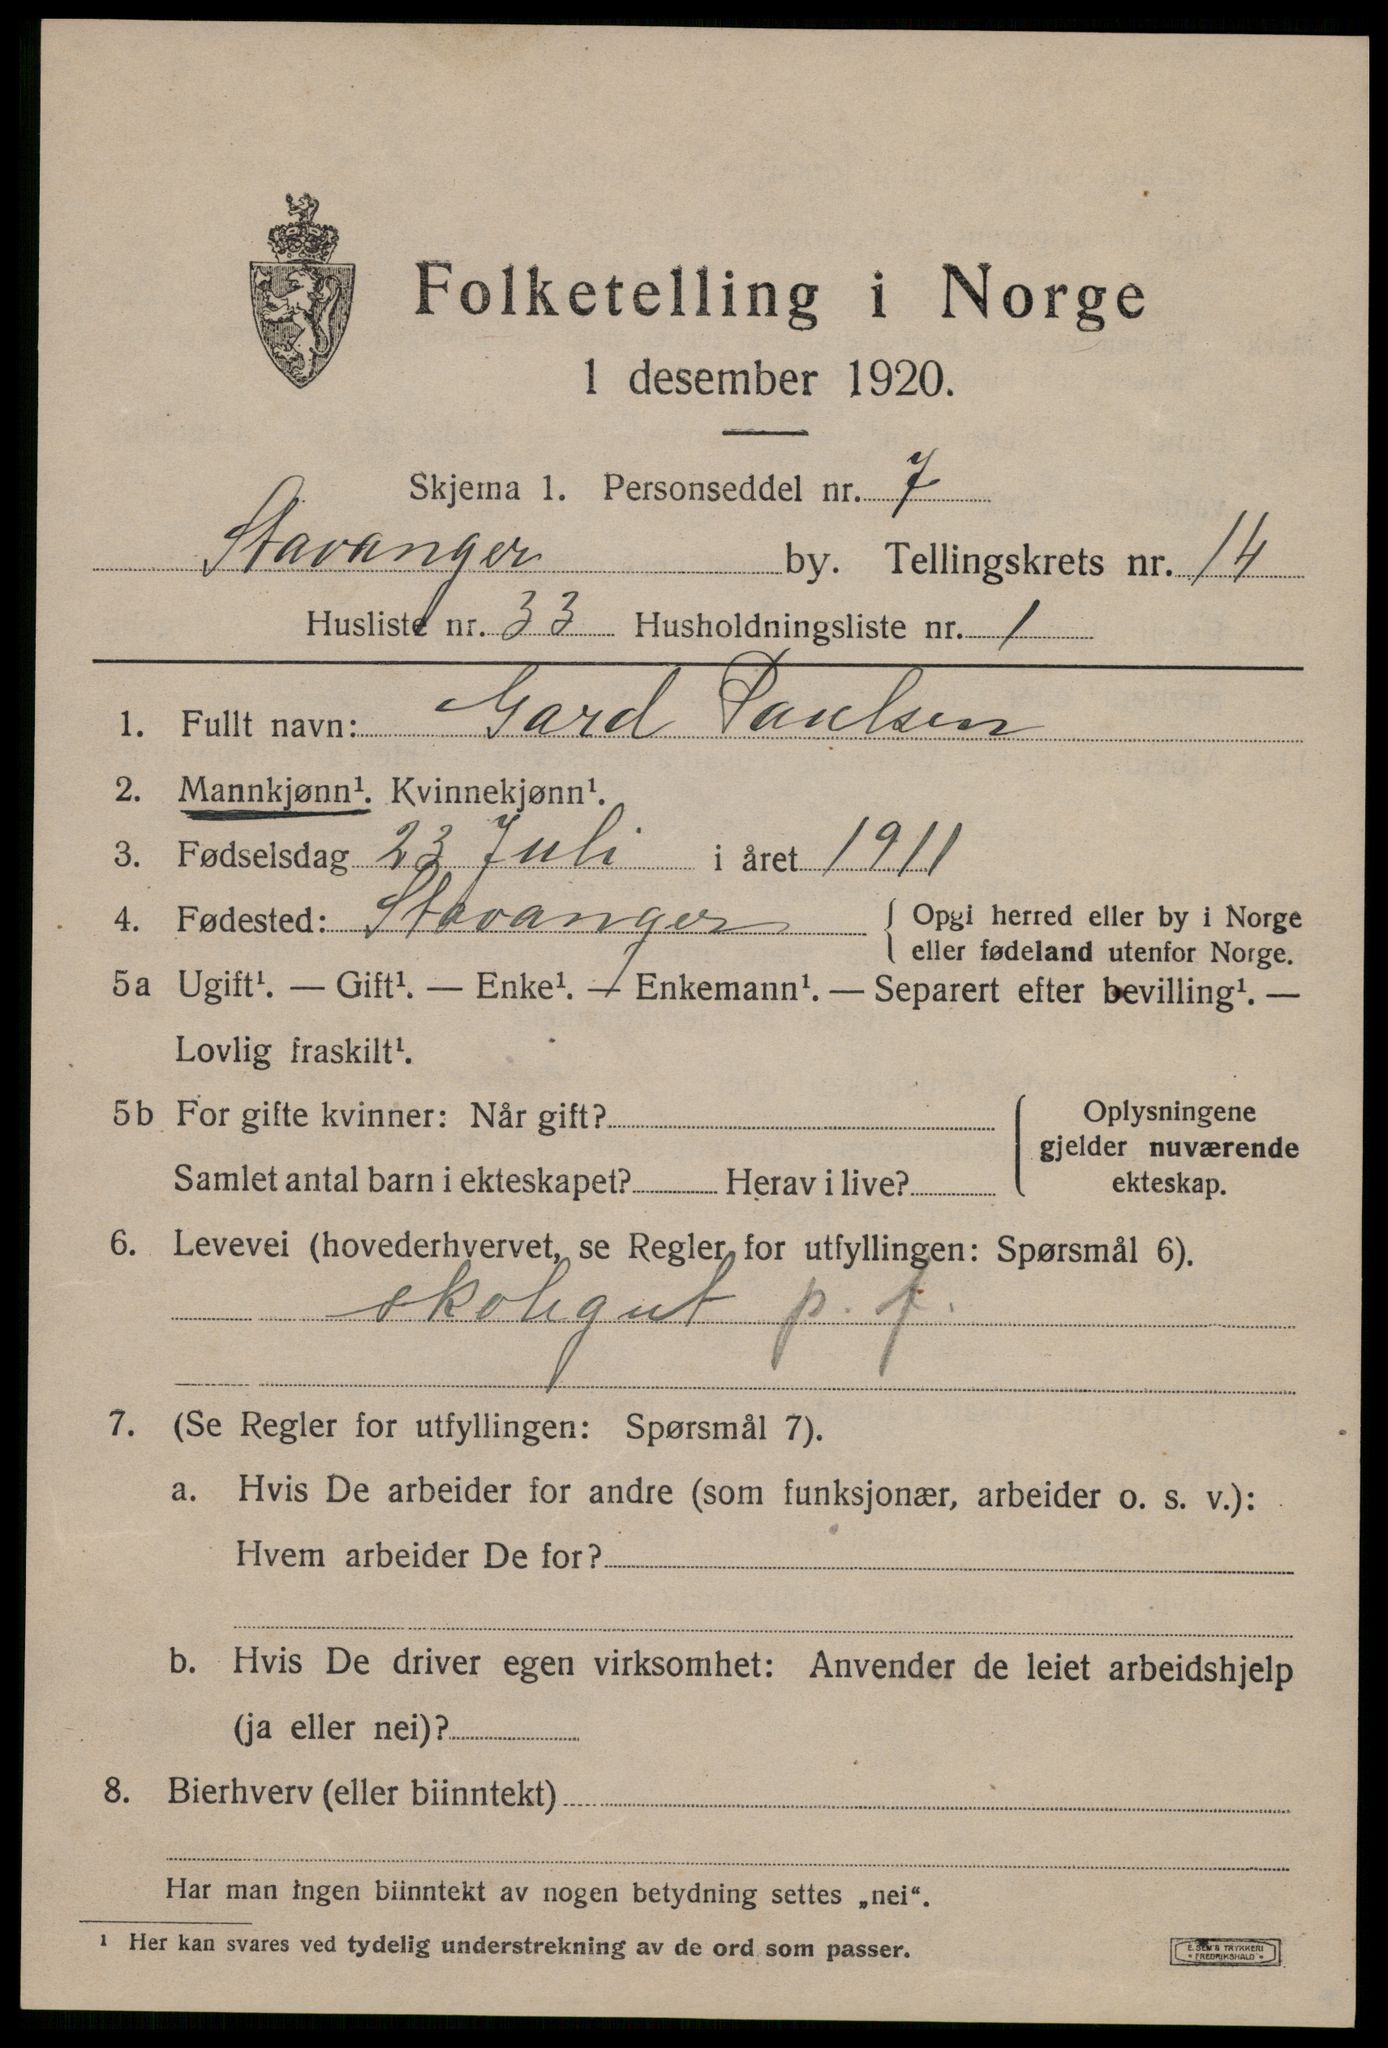 Folketelling i Norge
1 desember 1920.
Skjema 1. Personseddel nr. 7
Stavanger by. Tellingskrets nr. 14
Husliste nr. 33 Husholdningsliste nr. 1
1. Fullt navn: Gard Paulsen
2. Mannkjønn¹. Kvinnekjønn¹.
3. Fødselsdag 23 Juli i året 1911
4. Fødested: Stavanger { Opgi herred eller by i Norge
eller fødeland utenfor Norge.
5a Ugift¹. — Gift¹. — Enke¹. — Enkemann¹. — Separert efter bevilling¹. —
Lovlig fraskilt¹.
5b For gifte kvinner: Når gift?
Samlet antal barn i ekteskapet? Herav i live?
Oplysningene
gjelder nuværende
ekteskap.
6. Levevei (hovederhvervet, se Regler for utfyllingen: Spørsmål 6).
skolegut p. f.
7. (Se Regler for utfyllingen: Spørsmål 7).
a. Hvis De arbeider for andre (som funksjonær, arbeider o. s. v.):
Hvem arbeider De for?
b. Hvis De driver egen virksomhet: Anvender de leiet arbeidshjelp
(ja eller nei)?
8. Bierhverv (eller biinntekt)
Har man ingen biinntekt av nogen betydning settes „nei“.
¹ Her kan svares ved tydelig understrekning av de ord som passer.
E. SEM'S TRYKKERI
* FREDRIKSHALD *